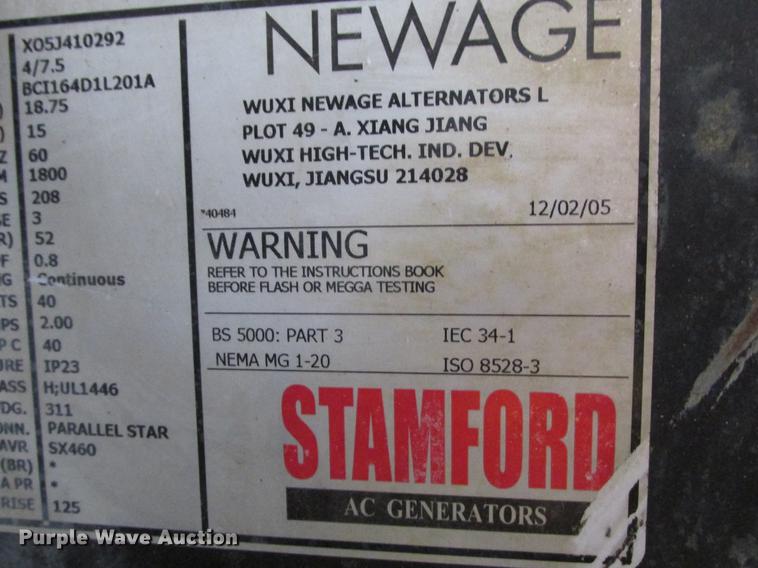 X05J410292
4/7.5
BCI164D1L201A
) 18.75
) 15
Z 60
M 1800
S 208
SE 3
R) 52
F 0.8
NG Continuous
TS 40
PS 2.00
P C 40
URE IP23
ASS H;UL1446
DG. 311
ONN. PARALLEL STAR
AVR SX460
(BR) *
A PR *
RISE 125
NEWAGE
WUXI NEWAGE ALTERNATORS L
PLOT 49 - A. XIANG JIANG
WUXI HIGH-TECH. IND. DEV.
WUXI, JIANGSU 214028
*40484
12/02/05
WARNING
REFER TO THE INSTRUCTIONS BOOK
BEFORE FLASH OR MEGGA TESTING
BS 5000: PART 3 IEC 34-1
NEMA MG 1-20 ISO 8528-3
STAMFORD
AC GENERATORS
Purple Wave Auction